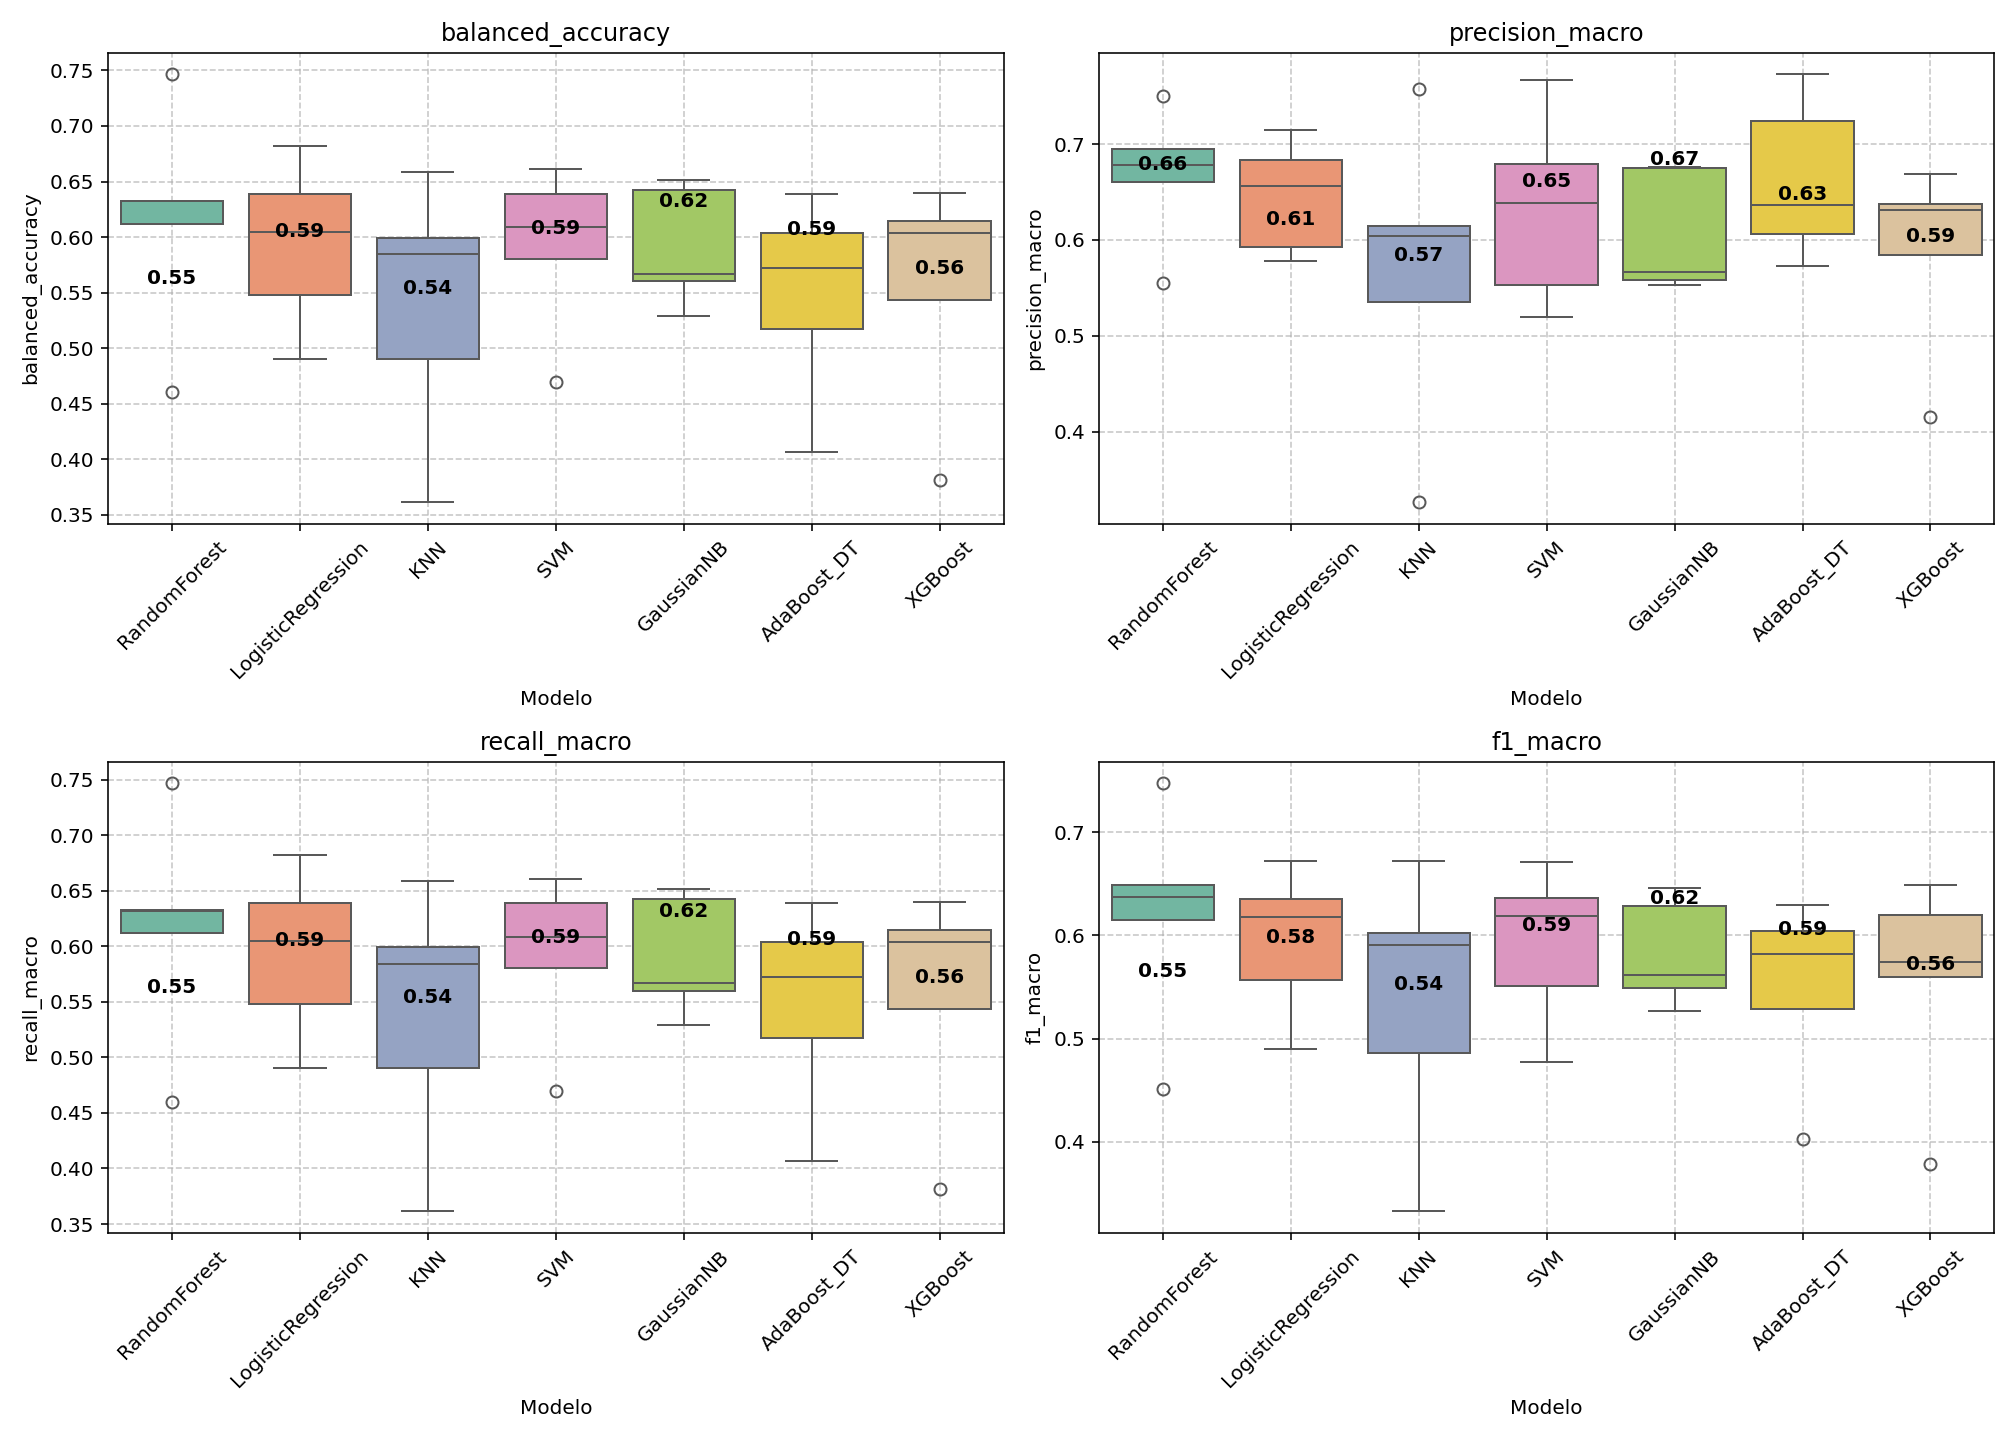 balanced_accuracy
balanced_accuracy
0.75
0.70
0.65
0.60
0.55
0.50
0.45
0.40
0.35
0.55
0.59
0.54
0.59
0.62
0.59
0.56
RandomForest
LogisticRegression
KNN
SVM
GaussianNB
AdaBoost_DT
XGBoost
Modelo
precision_macro
precision_macro
0.7
0.6
0.5
0.4
0.66
0.61
0.57
0.65
0.67
0.63
0.59
RandomForest
LogisticRegression
KNN
SVM
GaussianNB
AdaBoost_DT
XGBoost
Modelo
recall_macro
recall_macro
0.75
0.70
0.65
0.60
0.55
0.50
0.45
0.40
0.35
0.55
0.59
0.54
0.59
0.62
0.59
0.56
RandomForest
LogisticRegression
KNN
SVM
GaussianNB
AdaBoost_DT
XGBoost
Modelo
f1_macro
f1_macro
0.7
0.6
0.5
0.4
0.55
0.58
0.54
0.59
0.62
0.59
0.56
RandomForest
LogisticRegression
KNN
SVM
GaussianNB
AdaBoost_DT
XGBoost
Modelo